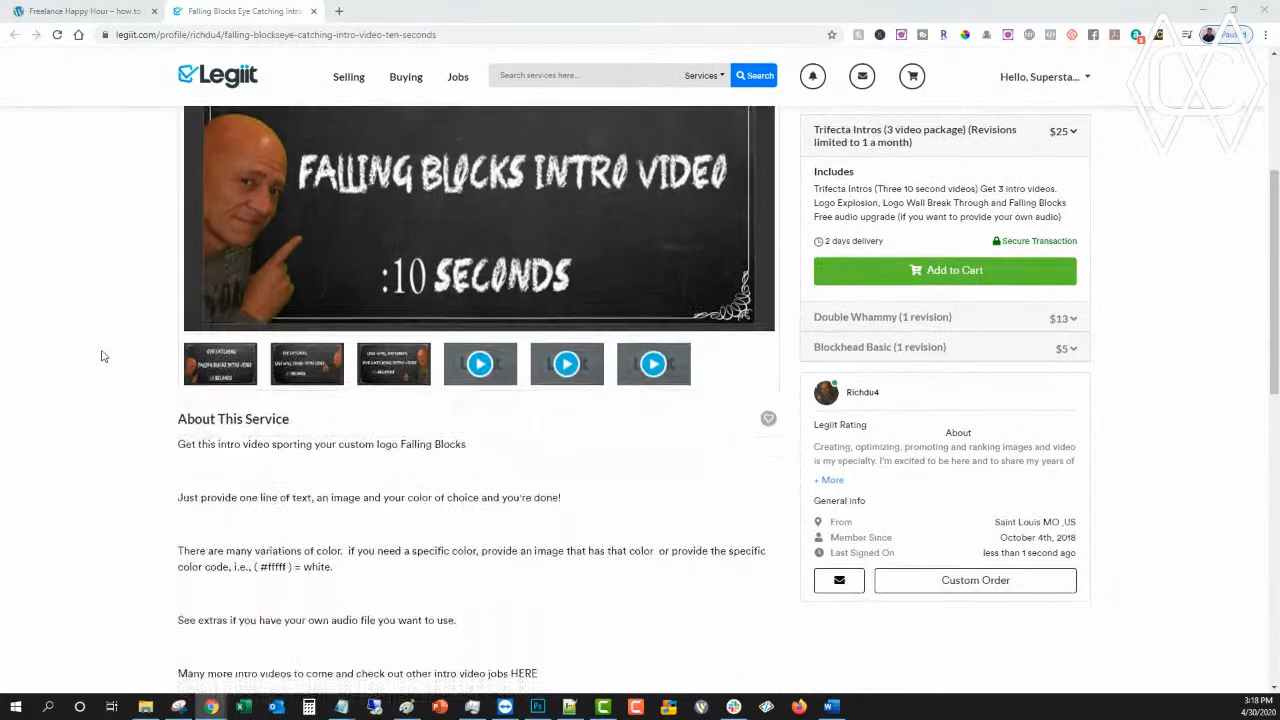 Freelance Happy Hour - how to
Falling Blocks Eye Catching Intro
legiit.com/profile/richdu4/falling-blockseye-catching-intro-video-ten-seconds
Paused
Legiit
Selling
Buying
Jobs
Search services here...
Services
Search
Hello, Supersta...
FALLING BLOCKS INTRO VIDEO
:10 SECONDS
Trifecta Intros (3 video package) (Revisions
limited to 1 a month)
$25
Includes
Trifecta Intros (Three 10 second videos) Get 3 intro videos.
Logo Explosion, Logo Wall Break Through and Falling Blocks
Free audio upgrade (if you want to provide your own audio)
2 days delivery
Secure Transaction
Add to Cart
Double Whammy (1 revision)
$13
Blockhead Basic (1 revision)
$5
Richdu4
Legiit Rating
About
Creating, optimizing, promoting and ranking images and video
is my specialty. I'm excited to be here and to share my years of
+ More
General info
From
Saint Louis MO ,US
Member Since
October 4th, 2018
Last Signed On
less than 1 second ago
Custom Order
About This Service
Get this intro video sporting your custom logo Falling Blocks
Just provide one line of text, an image and your color of choice and you're done!
There are many variations of color. if you need a specific color, provide an image that has that color or provide the specific
color code, i.e., ( #fffff ) = white.
See extras if you have your own audio file you want to use.
Many more intro videos to come and check out other intro video jobs HERE
3:18 PM
4/30/2020